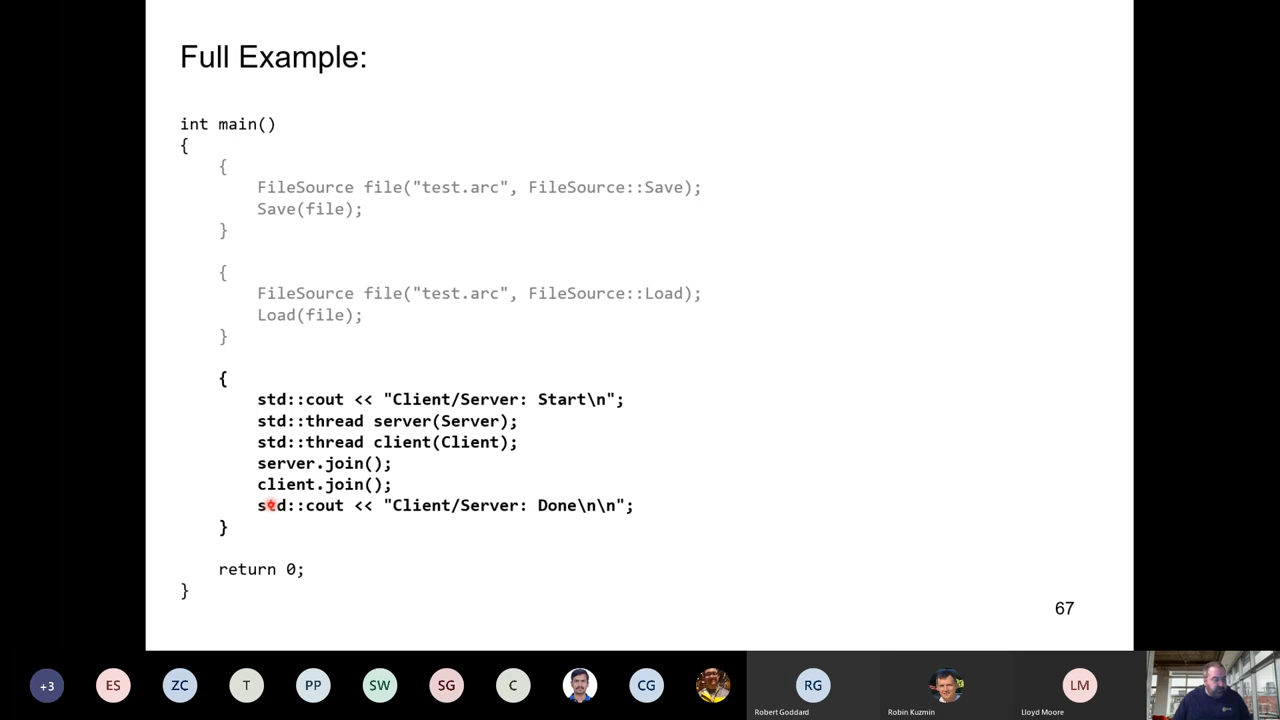 Full Example:
int main()
{
{
FileSource file("test.arc", FileSource::Save);
Save(file);
}
{
FileSource file("test.arc", FileSource::Load);
Load(file);
}
{
std::cout << "Client/Server: Start\n";
std::thread server(Server);
std::thread client(Client);
server.join();
client.join();
std::cout << "Client/Server: Done\n\n";
}
return 0;
}
67
+3 ES ZC T PP SW SG C CG RG LM
Robert Goddard Robin Kuzmin Lloyd Moore